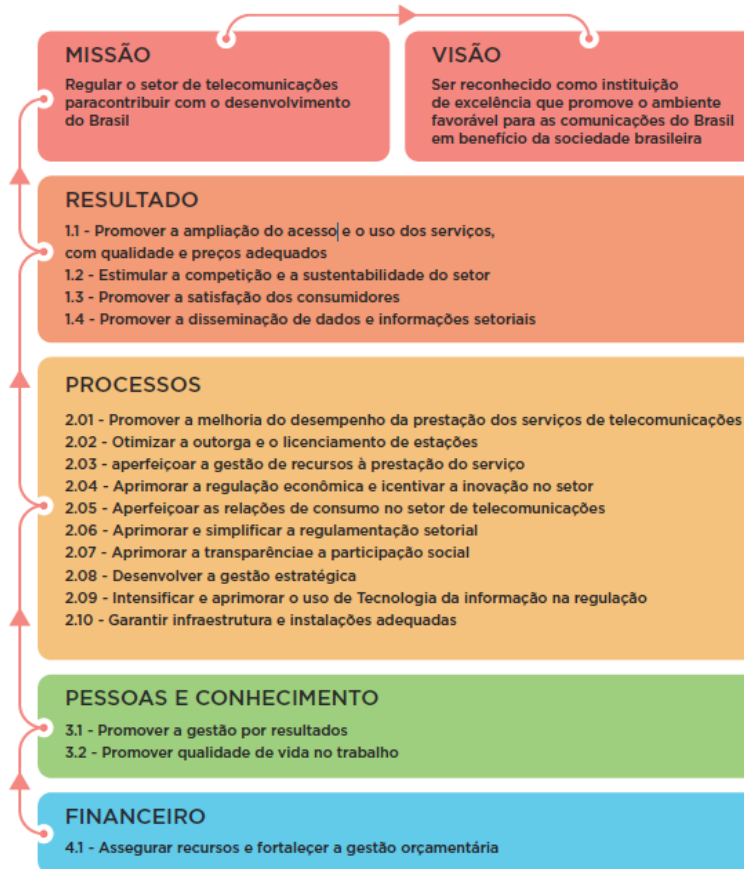 MISSÃO
Regular o setor de telecomunicações
paracontribuir com o desenvolvimento
do Brasil
VISÃO
Ser reconhecido como instituição
de excelência que promove o ambiente
favorável para as comunicações do Brasil
em benefício da sociedade brasileira
RESULTADO
1.1 - Promover a ampliação do acesso e o uso dos serviços,
com qualidade e preços adequados
1.2 - Estimular a competição e a sustentabilidade do setor
1.3 - Promover a satisfação dos consumidores
1.4 - Promover a disseminação de dados e informações setoriais
PROCESSOS
2.01 - Promover a melhoria do desempenho da prestação dos serviços de telecomunicações
2.02 - Otimizar a outorga e o licenciamento de estações
2.03 - aperfeiçoar a gestão de recursos à prestação do serviço
2.04 - Aprimorar a regulação econômica e icentivar a inovação no setor
2.05 - Aperfeiçoar as relações de consumo no setor de telecomunicações
2.06 - Aprimorar e simplificar a regulamentação setorial
2.07 - Aprimorar a transparênciae a participação social
2.08 - Desenvolver a gestão estratégica
2.09 - Intensificar e aprimorar o uso de Tecnologia da informação na regulação
2.10 - Garantir infraestrutura e instalações adequadas
PESSOAS E CONHECIMENTO
3.1 - Promover a gestão por resultados
3.2 - Promover qualidade de vida no trabalho
FINANCEIRO
4.1 - Assegurar recursos e fortaleçer a gestão orçamentária